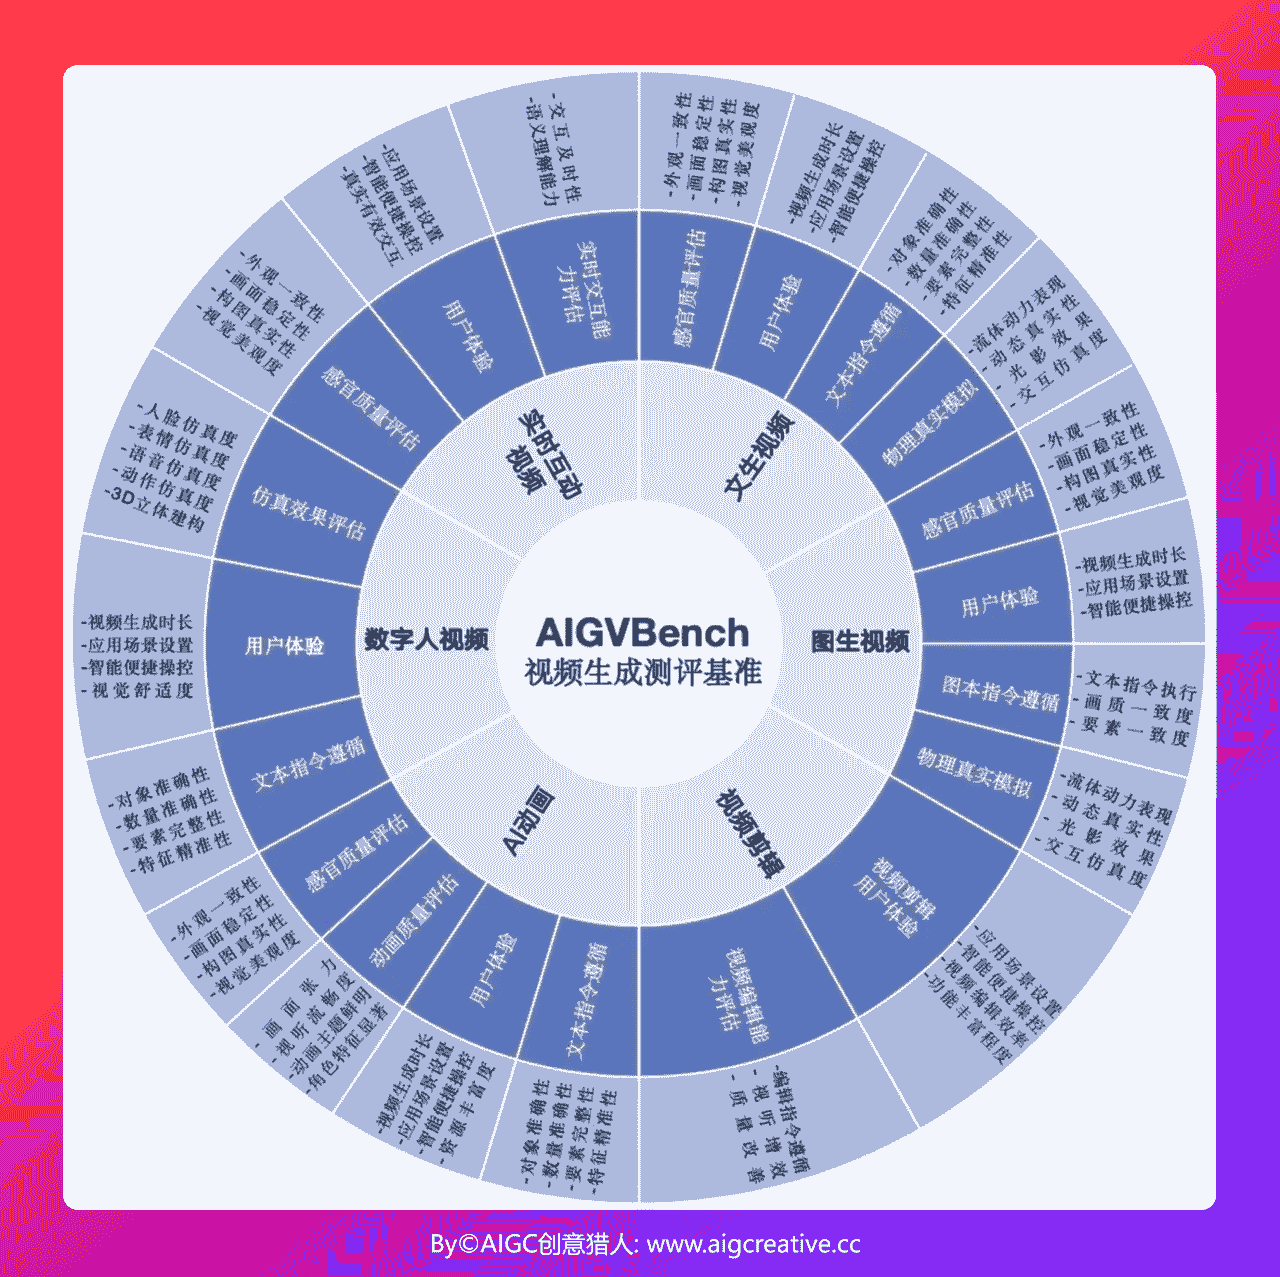 AIGVBench
视频生成测评基准
文生视频
感官质量评估
-外观一致性
-画面稳定性
-构图真实性
-视觉美观度
用户体验
-视频生成时长
-应用场景设置
-智能便捷操控
文本指令遵循
-对象准确性
-数量准确性
-要素完整性
-特征精准性
物理真实模拟
-流体动力表现
-动态真实性
-光影效果
-交互仿真度
图生视频
感官质量评估
-外观一致性
-画面稳定性
-构图真实性
-视觉美观度
用户体验
-视频生成时长
-应用场景设置
-智能便捷操控
图本指令遵循
-文本指令执行
-画质一致度
-要素一致度
物理真实模拟
-流体动力表现
-动态真实性
-光影效果
-交互仿真度
视频剪辑
视频剪辑
用户体验
-应用场景设置
-智能便捷操控
-视频编辑效率
-功能丰富程度
视频编辑能
力评估
-编辑指令遵循
-视听增效
-质量改善
AI动画
文本指令遵循
-对象准确性
-数量准确性
-要素完整性
-特征精准性
用户体验
-视频生成时长
-应用场景设置
-智能便捷操控
-资源丰富度
动画质量评估
-画面张力
-视听流畅度
-动画主题鲜明
-角色特征显著
感官质量评估
-外观一致性
-画面稳定性
-构图真实性
-视觉美观度
数字人视频
文本指令遵循
-对象准确性
-数量准确性
-要素完整性
-特征精准性
用户体验
-视频生成时长
-应用场景设置
-智能便捷操控
-视觉舒适度
仿真效果评估
-人脸仿真度
-表情仿真度
-语音仿真度
-动作仿真度
-3D立体建构
实时互动
视频
感官质量评估
-外观一致性
-画面稳定性
-构图真实性
-视觉美观度
用户体验
-应用场景设置
-智能便捷操控
-真实有效交互
实时交互能
力评估
-交互及时性
-语义理解能力
By©AIGC创意猎人: www.aigcreative.cc